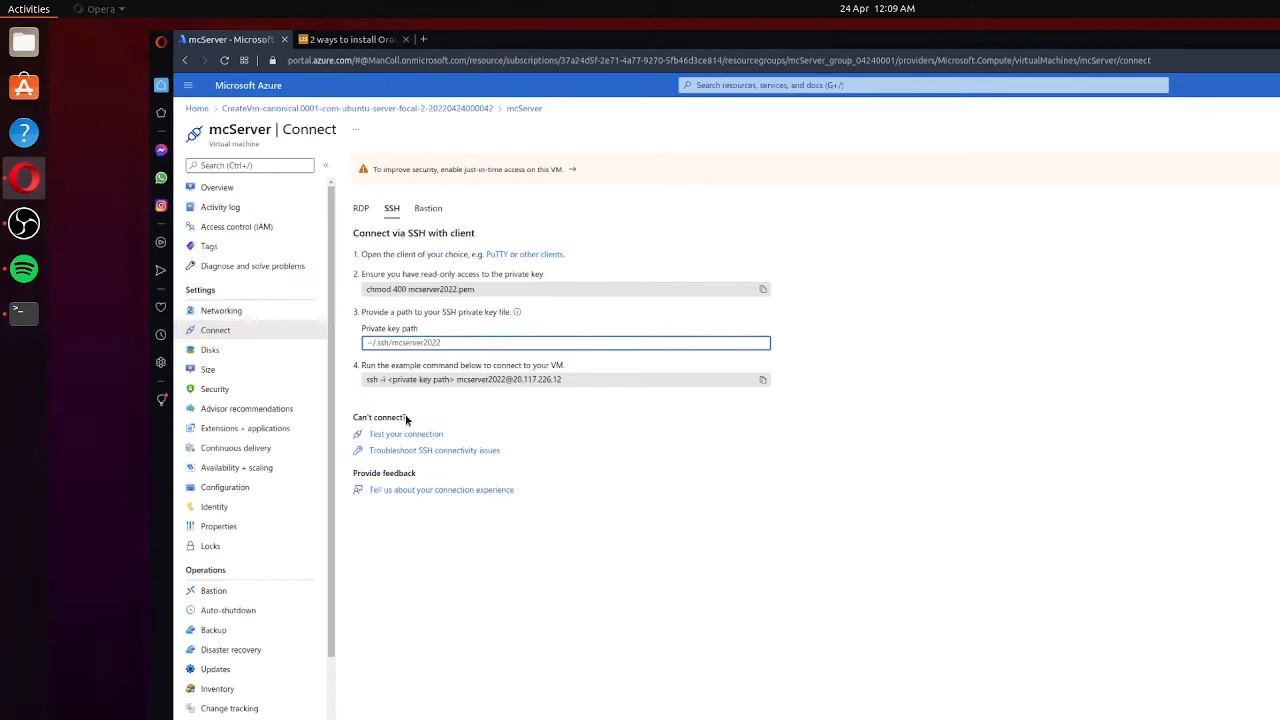 Activities
Opera
24 Apr 12:09 AM
mcServer - Microsoft
2 ways to install Orac
portal.azure.com/#@ManColl.onmicrosoft.com/resource/subscriptions/37a24d5f-2e71-4a77-9270-5fb46d3ce814/resourcegroups/mcServer_group_04240001/providers/Microsoft.Compute/virtualMachines/mcServer/connect
Microsoft Azure
Search resources, services, and docs (G+/)
Home > CreateVm-canonical.0001-com-ubuntu-server-focal-2-20220424000042 > mcServer
mcServer | Connect ...
Virtual machine
Search (Ctrl+/)
Overview
Activity log
Access control (IAM)
Tags
Diagnose and solve problems
Settings
Networking
Connect
Disks
Size
Security
Advisor recommendations
Extensions + applications
Continuous delivery
Availability + scaling
Configuration
Identity
Properties
Locks
Operations
Bastion
Auto-shutdown
Backup
Disaster recovery
Updates
Inventory
Change tracking
To improve security, enable just-in-time access on this VM. →
RDP SSH Bastion
Connect via SSH with client
1. Open the client of your choice, e.g. PuTTY or other clients.
2. Ensure you have read-only access to the private key.
chmod 400 mcserver2022.pem
3. Provide a path to your SSH private key file.
Private key path
~/.ssh/mcserver2022
4. Run the example command below to connect to your VM.
ssh -i <private key path> mcserver2022@20.117.226.12
Can't connect?
Test your connection
Troubleshoot SSH connectivity issues
Provide feedback
Tell us about your connection experience